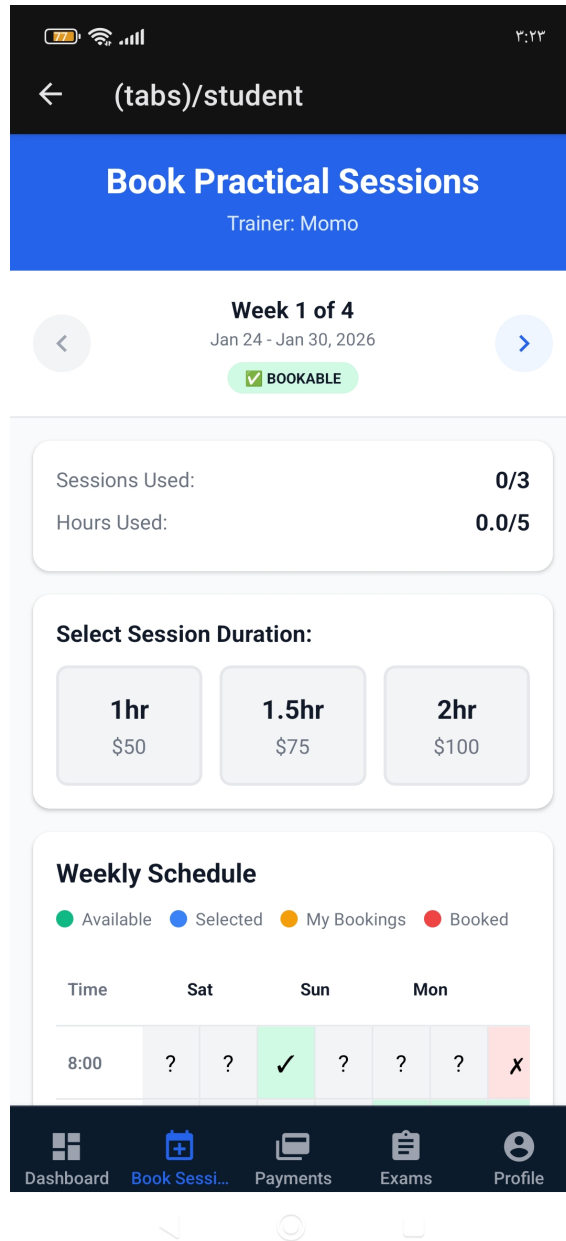 77
۳:۲۳
(tabs)/student
Book Practical Sessions
Trainer: Momo
Week 1 of 4
Jan 24 - Jan 30, 2026
✅ BOOKABLE
Sessions Used: 0/3
Hours Used: 0.0/5
Select Session Duration:
1hr 1.5hr 2hr
$50 $75 $100
Weekly Schedule
Available Selected My Bookings Booked
Time Sat Sun Mon
8:00 ? ? ✓ ? ? ? ✗
Dashboard Book Sessi... Payments Exams Profile